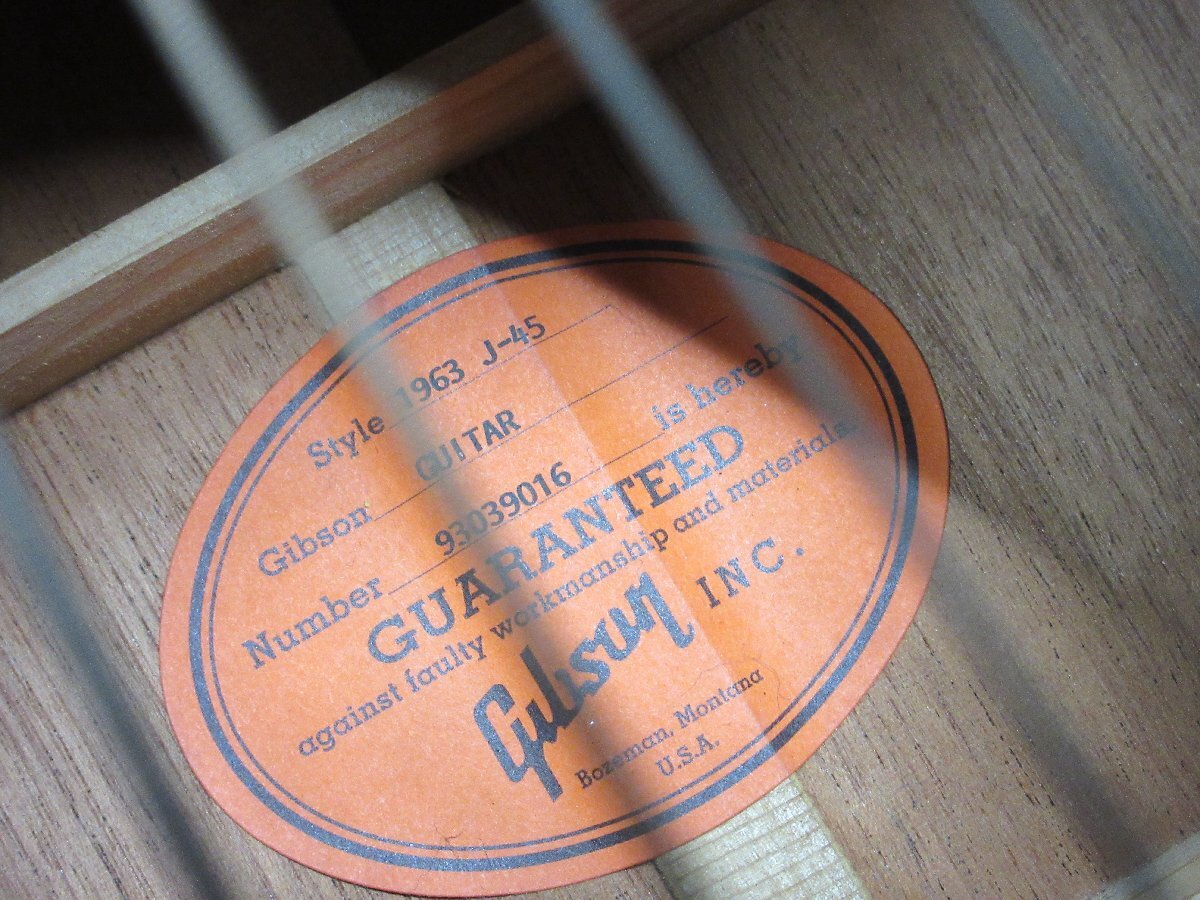 Style 1963 J-45
Gibson GUITAR
Number 93039016 is hereby
GUARANTEED
against faulty workmanship and materials.
Gibson INC.
Bozeman, Montana
U.S.A.